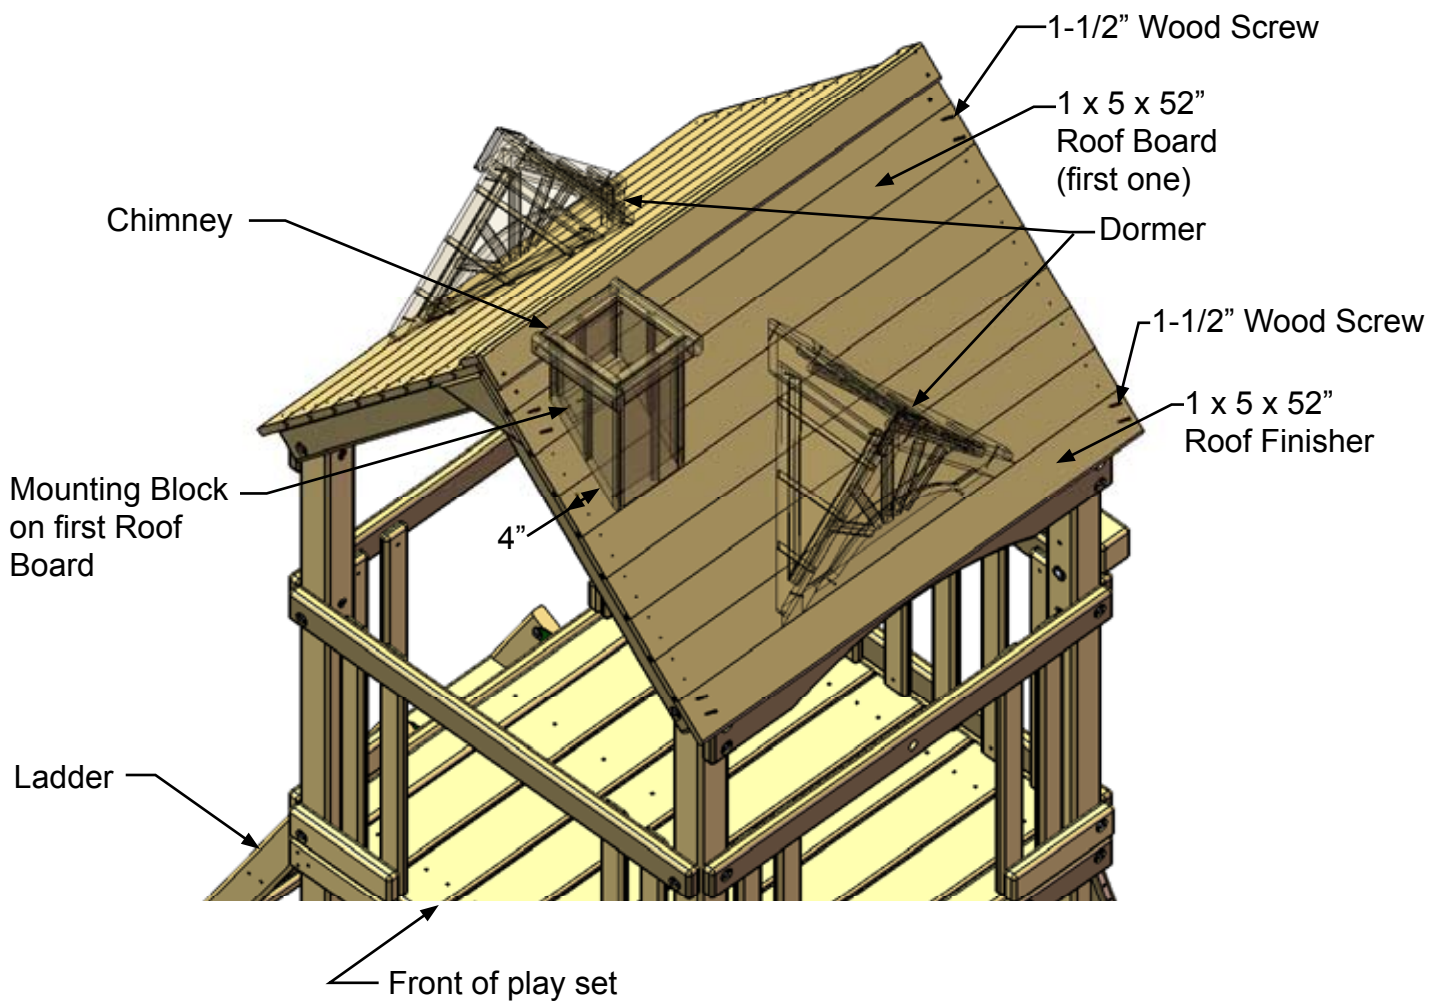 1-1/2” Wood Screw
1 x 5 x 52”
Roof Board
(first one)
Chimney
Dormer
1-1/2” Wood Screw
1 x 5 x 52”
Roof Finisher
Mounting Block
on first Roof
Board
4”
Ladder
Front of play set